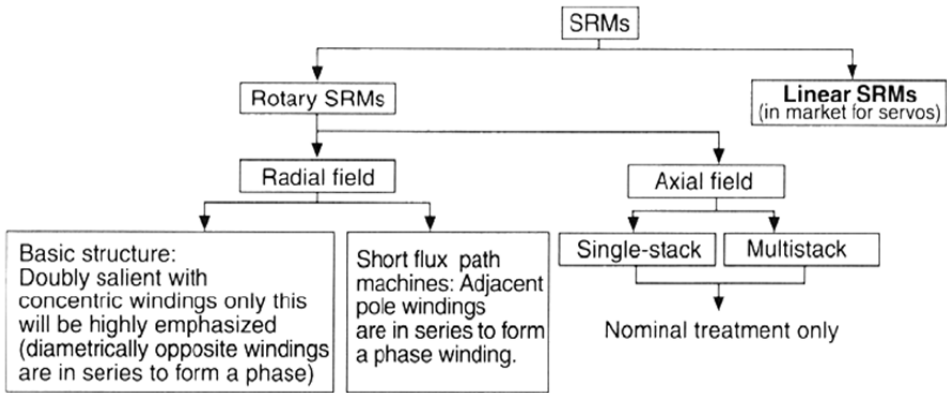 SRMs
Rotary SRMs
Linear SRMs
(in market for servos)
Radial field
Axial field
Basic structure:
Doubly salient with
concentric windings only this
will be highly emphasized
(diametrically opposite windings
are in series to form a phase)
Short flux path
machines: Adjacent
pole windings
are in series to form
a phase winding.
Single-stack
Multistack
Nominal treatment only